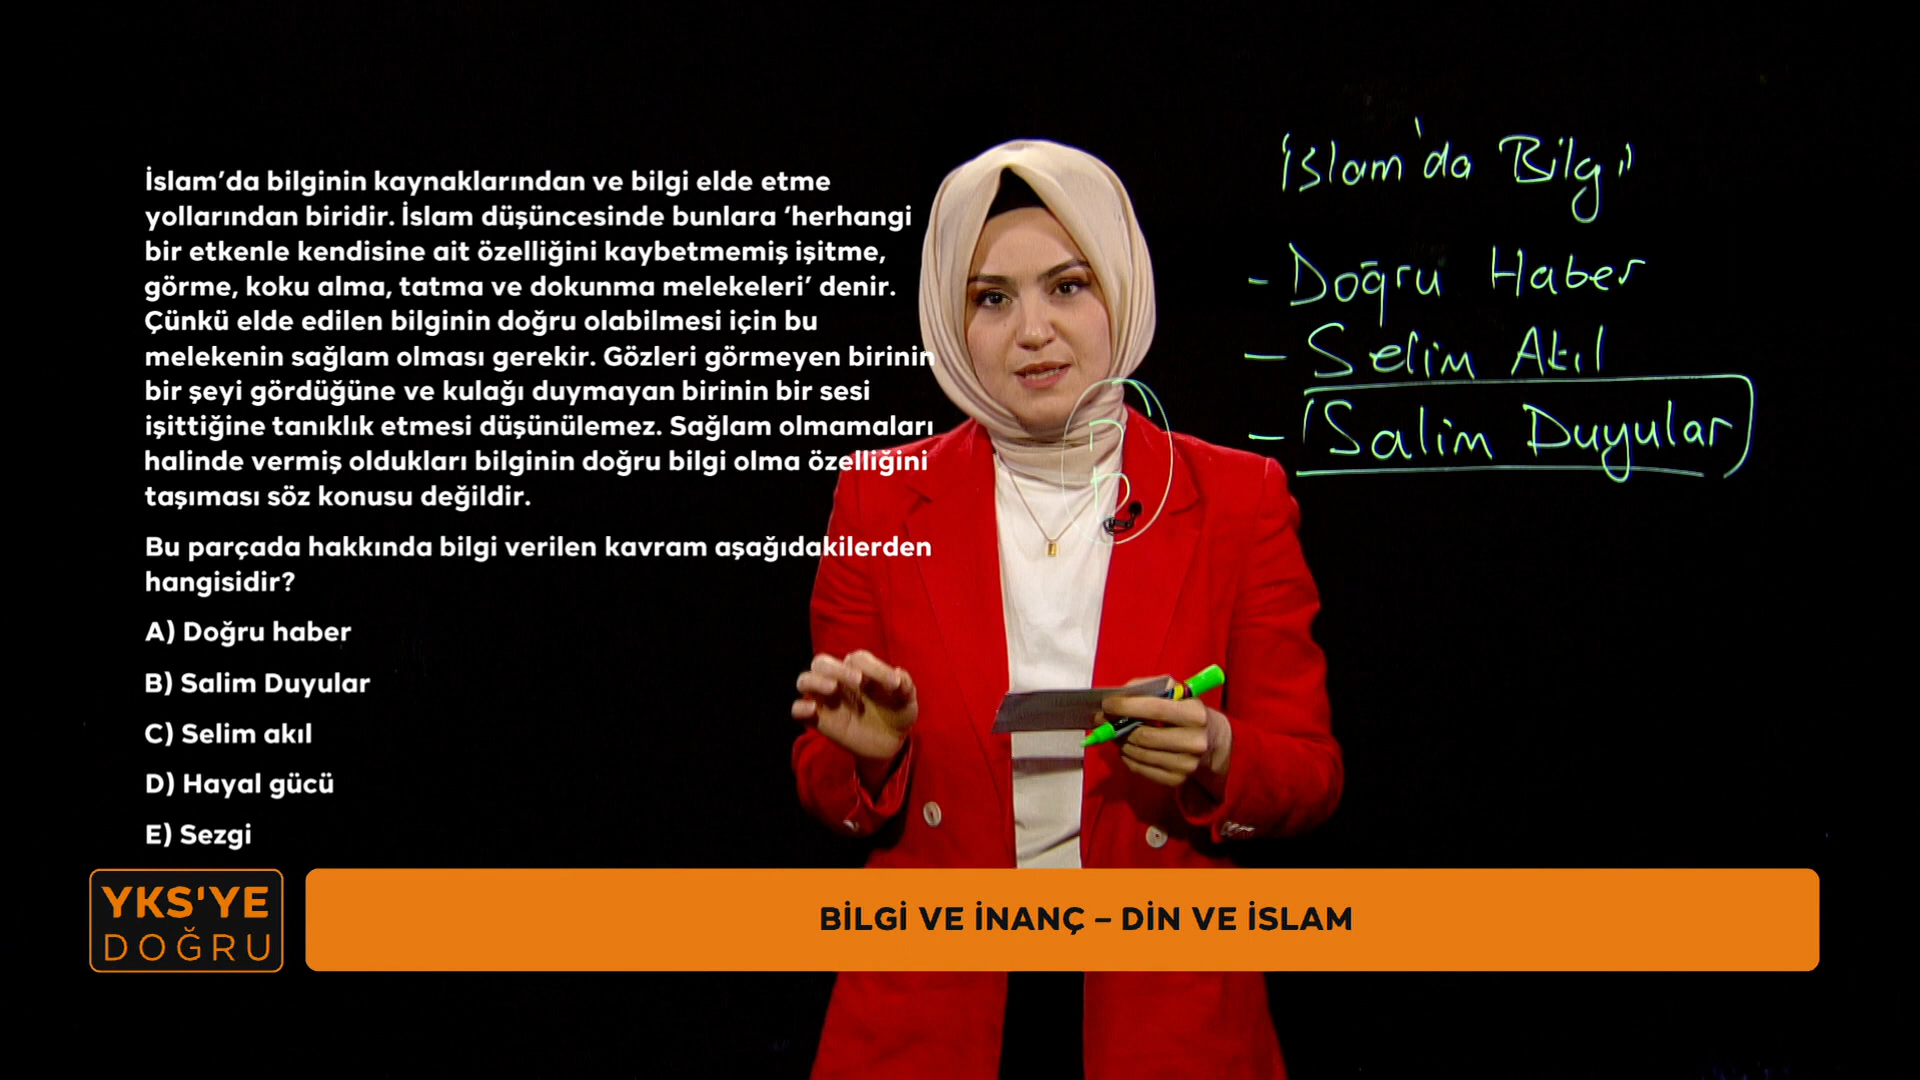 İslam’da bilginin kaynaklarından ve bilgi elde etme
yollarından biridir. İslam düşüncesinde bunlara ‘herhangi
bir etkenle kendisine ait özelliğini kaybetmemiş işitme,
görme, koku alma, tatma ve dokunma melekeleri’ denir.
Çünkü elde edilen bilginin doğru olabilmesi için bu
melekenin sağlam olması gerekir. Gözleri görmeyen birinin
bir şeyi gördüğüne ve kulağı duymayan birinin bir sesi
işittiğine tanıklık etmesi düşünülemez. Sağlam olmamaları
halinde vermiş oldukları bilginin doğru bilgi olma özelliğini
taşıması söz konusu değildir.
Bu parçada hakkında bilgi verilen kavram aşağıdakilerden
hangisidir?
A) Doğru haber
B) Salim Duyular
C) Selim akıl
D) Hayal gücü
E) Sezgi
İslam'da Bilgi
- Doğru Haber
- Selim Akıl
- Salim Duyular
YKS'YE
DOĞRU
BİLGİ VE İNANÇ – DİN VE İSLAM